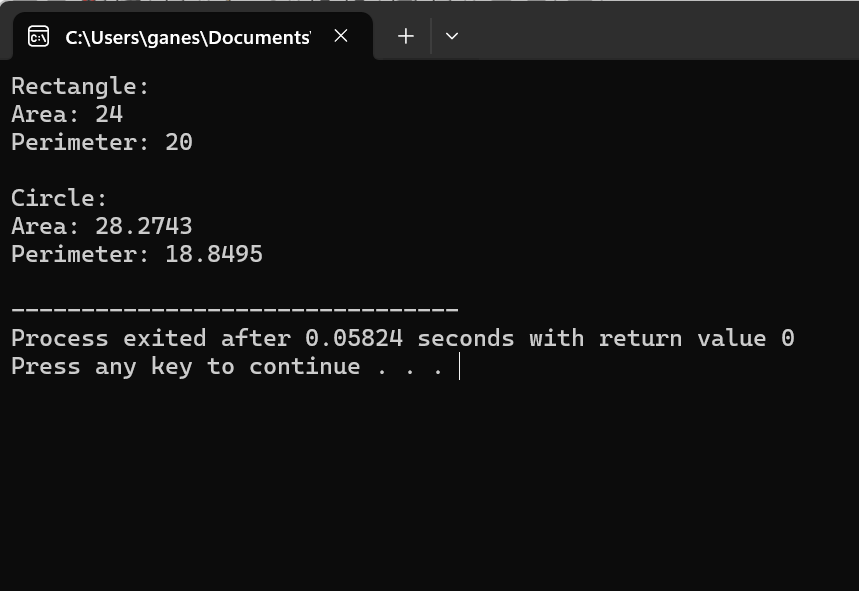 C:\Users\ganes\Documents\
Rectangle:
Area: 24
Perimeter: 20
Circle:
Area: 28.2743
Perimeter: 18.8495
--------------------------------
Process exited after 0.05824 seconds with return value 0
Press any key to continue . . .